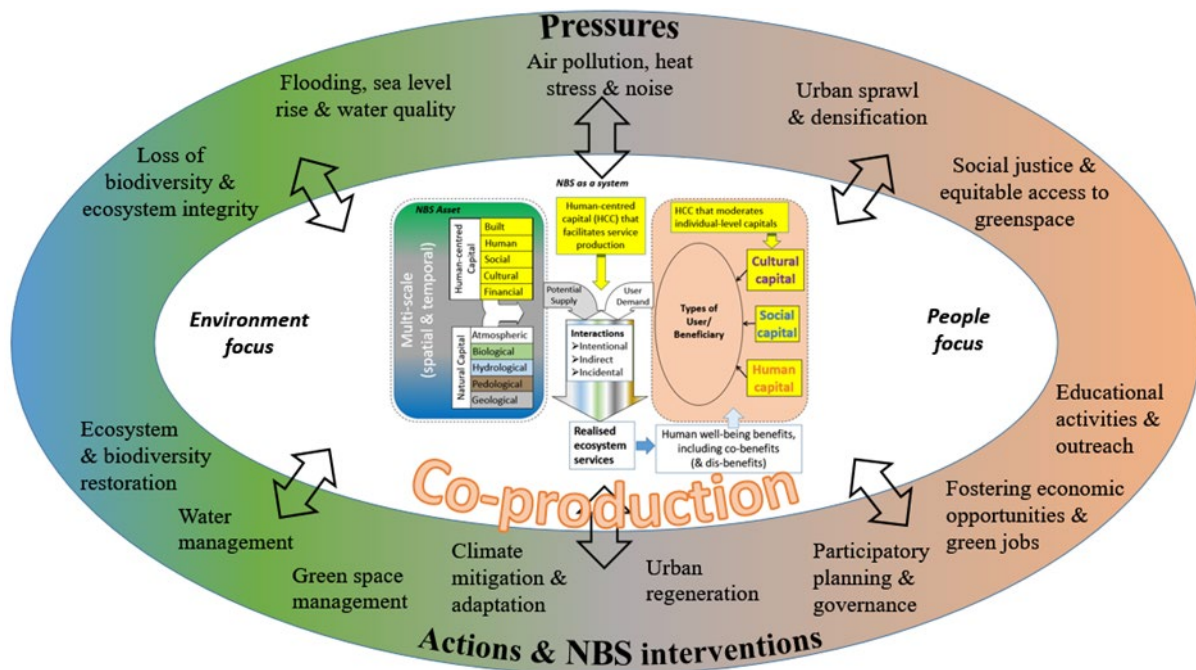 Pressures
Air pollution, heat
stress & noise
Flooding, sea level
rise & water quality
Urban sprawl
& densification
Loss of
biodiversity &
ecosystem integrity
Social justice &
equitable access to
greenspace
NBS as a system
NBS Asset
Multi-scale
(spatial & temporal)
Human-centred
Capital
Built
Human
Social
Cultural
Financial
Natural Capital
Atmospheric
Biological
Hydrological
Pedological
Geological
Human-centred
capital (HCC) that
facilitates service
production
Potential
Supply
User
Demand
Interactions
➢Intentional
➢Indirect
➢Incidental
Realised
ecosystem
services
HCC that moderates
individual-level capitals
Types of
User/
Beneficiary
Cultural
capital
Social
capital
Human
capital
Human well-being benefits,
including co-benefits
(& dis-benefits)
Environment
focus
People
focus
Co-production
Ecosystem
& biodiversity
restoration
Water
management
Green space
management
Climate
mitigation &
adaptation
Urban
regeneration
Participatory
planning &
governance
Fostering economic
opportunities &
green jobs
Educational
activities &
outreach
Actions & NBS interventions